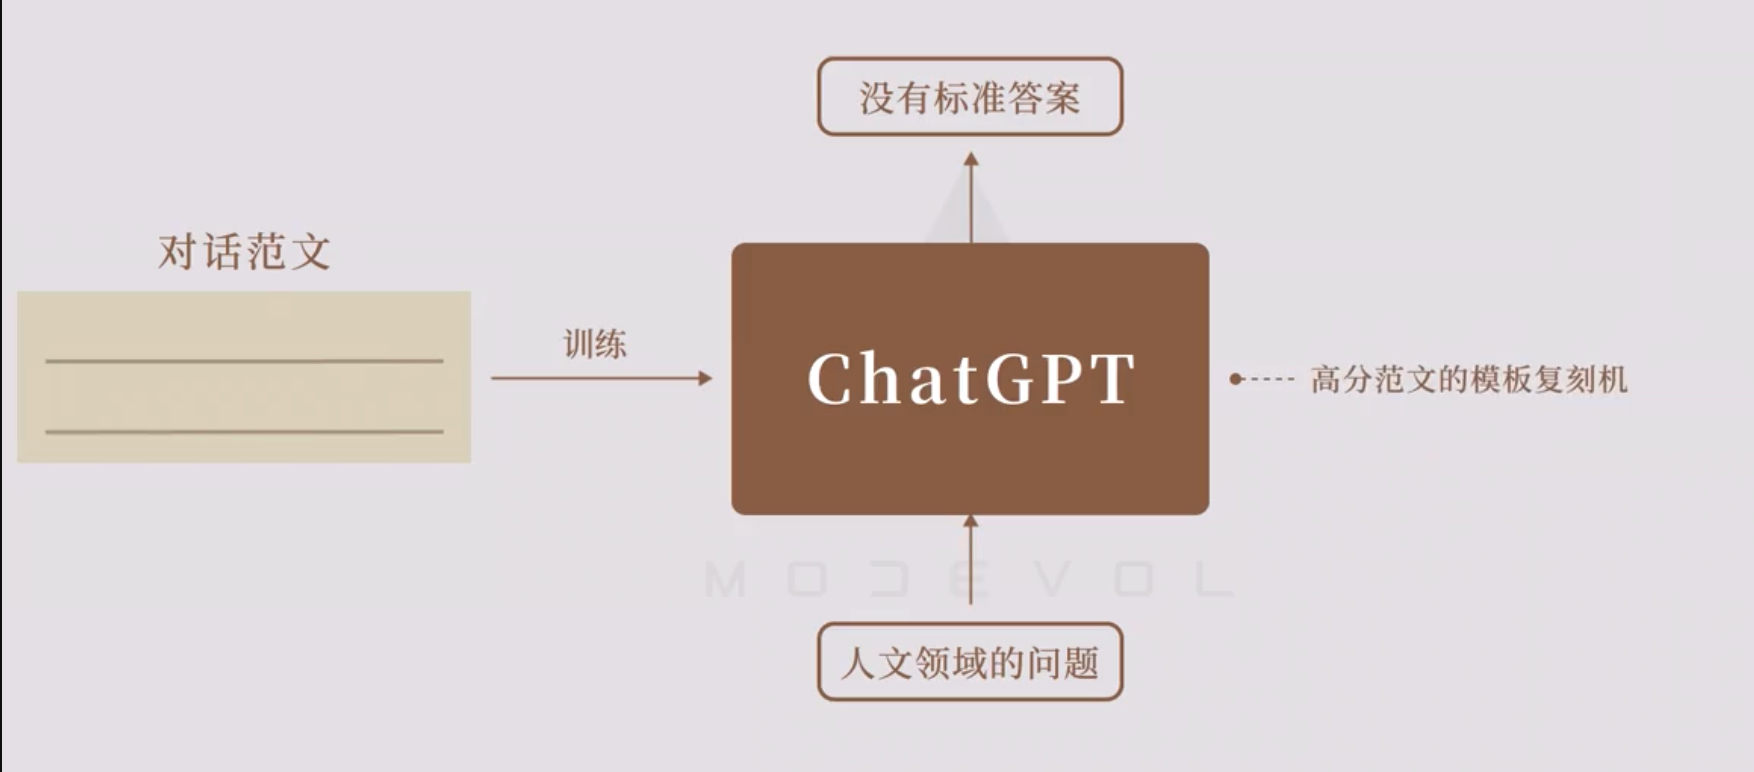 没有标准答案
对话范文
训练
ChatGPT
高分范文的模板复刻机
MODEVOL
人文领域的问题